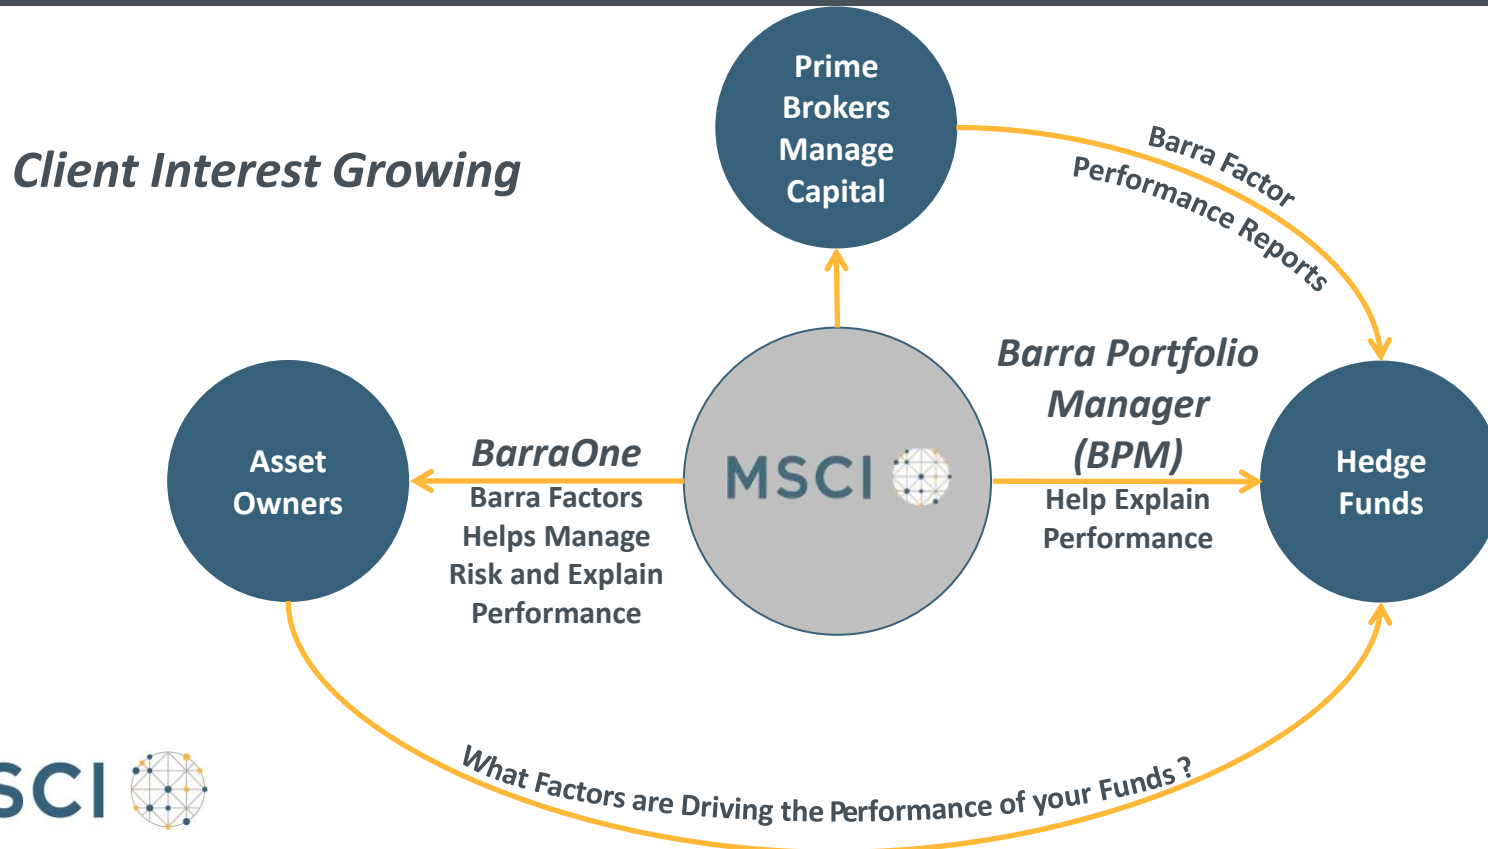 Client Interest Growing
Prime
Brokers
Manage
Capital
Barra Factor
Performance Reports
Asset
Owners
BarraOne
Barra Factors
Helps Manage
Risk and Explain
Performance
MSCI
Barra Portfolio
Manager
(BPM)
Help Explain
Performance
Hedge
Funds
What Factors are Driving the Performance of your Funds?
SCI